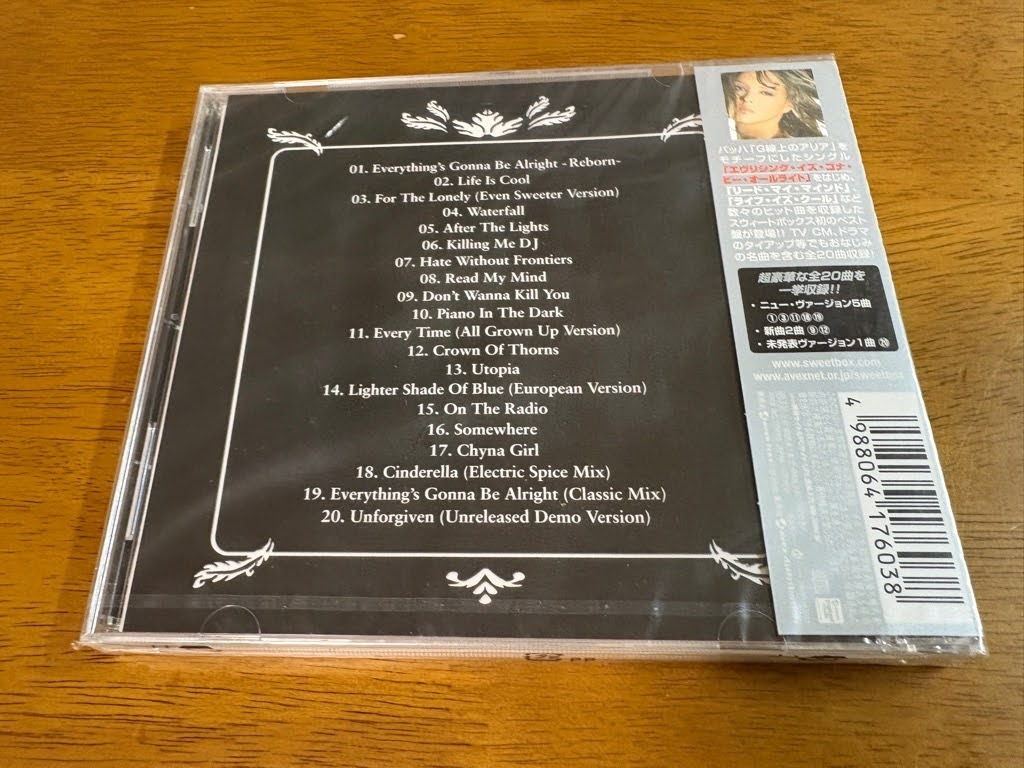 01. Everything's Gonna Be Alright -Reborn-
02. Life Is Cool
03. For The Lonely (Even Sweeter Version)
04. Waterfall
05. After The Lights
06. Killing Me DJ
07. Hate Without Frontiers
08. Read My Mind
09. Don't Wanna Kill You
10. Piano In The Dark
11. Every Time (All Grown Up Version)
12. Crown Of Thorns
13. Utopia
14. Lighter Shade Of Blue (European Version)
15. On The Radio
16. Somewhere
17. Chyna Girl
18. Cinderella (Electric Spice Mix)
19. Everything's Gonna Be Alright (Classic Mix)
20. Unforgiven (Unreleased Demo Version)
バッハ「G線上のアリア」を
モチーフにしたシングル
「エヴリシング・イズ・ゴナ・
ビー・オールライト」をはじめ、
「リード・マイ・マインド」、
「ライフ・イズ・クール」など
数々のヒット曲を収録した
スウィートボックス初のベスト
盤が登場!! TV CM、ドラマ
のタイアップ等でもおなじみ
の名曲を含む全20曲収録!
超豪華な全20曲を
一挙収録!!
・ニュー・ヴァージョン5曲
①③⑪⑱⑲
・新曲2曲 ⑨⑫
・未発表ヴァージョン1曲 ⑳
www.sweetbox.com
www.avexnet.or.jp/sweetbox
4 988064 176038